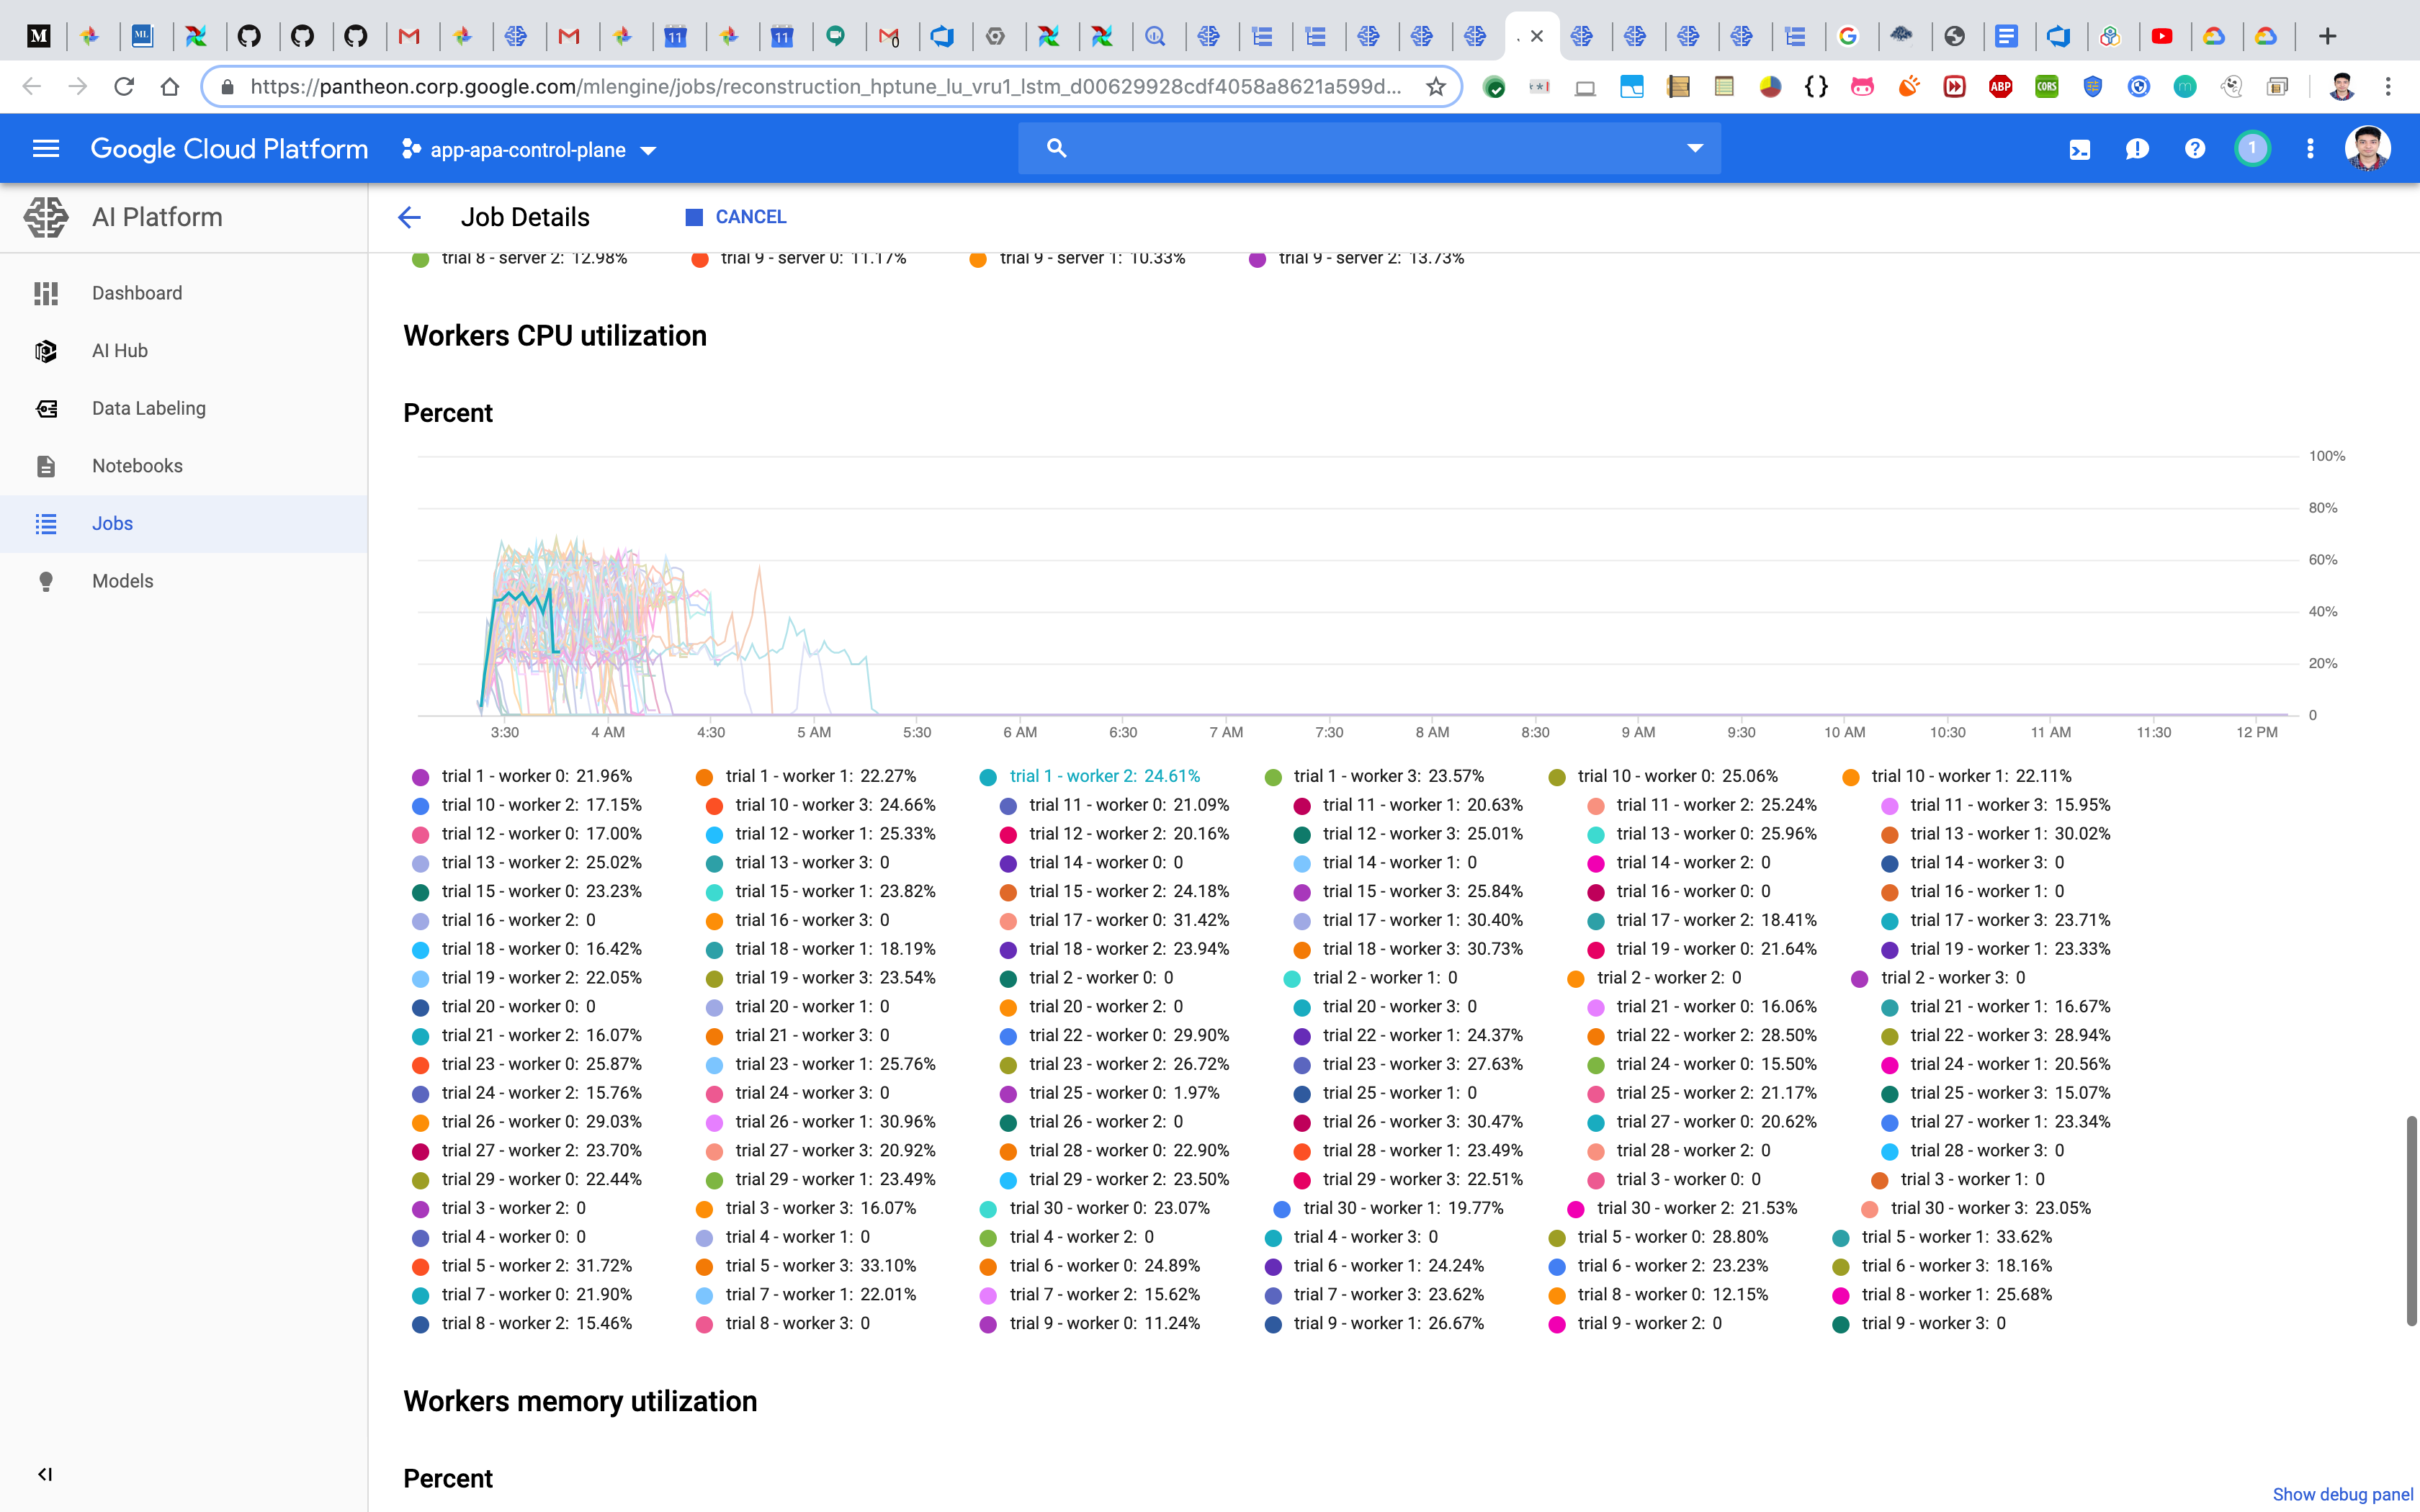 https://pantheon.corp.google.com/mlengine/jobs/reconstruction_hptune_lu_vru1_lstm_d00629928cdf4058a8621a599d...
Google Cloud Platform app-apa-control-plane 1
AI Platform
Job Details CANCEL
trial 8 - server 2: 12.98% trial 9 - server 0: 11.17% trial 9 - server 1: 10.33% trial 9 - server 2: 13.73%
Dashboard
AI Hub
Data Labeling
Notebooks
Jobs
Models
Workers CPU utilization
Percent
100%
80%
60%
40%
20%
0
3:30 4 AM 4:30 5 AM 5:30 6 AM 6:30 7 AM 7:30 8 AM 8:30 9 AM 9:30 10 AM 10:30 11 AM 11:30 12 PM
trial 1 - worker 0: 21.96% trial 1 - worker 1: 22.27% trial 1 - worker 2: 24.61% trial 1 - worker 3: 23.57% trial 10 - worker 0: 25.06% trial 10 - worker 1: 22.11%
trial 10 - worker 2: 17.15% trial 10 - worker 3: 24.66% trial 11 - worker 0: 21.09% trial 11 - worker 1: 20.63% trial 11 - worker 2: 25.24% trial 11 - worker 3: 15.95%
trial 12 - worker 0: 17.00% trial 12 - worker 1: 25.33% trial 12 - worker 2: 20.16% trial 12 - worker 3: 25.01% trial 13 - worker 0: 25.96% trial 13 - worker 1: 30.02%
trial 13 - worker 2: 25.02% trial 13 - worker 3: 0 trial 14 - worker 0: 0 trial 14 - worker 1: 0 trial 14 - worker 2: 0 trial 14 - worker 3: 0
trial 15 - worker 0: 23.23% trial 15 - worker 1: 23.82% trial 15 - worker 2: 24.18% trial 15 - worker 3: 25.84% trial 16 - worker 0: 0 trial 16 - worker 1: 0
trial 16 - worker 2: 0 trial 16 - worker 3: 0 trial 17 - worker 0: 31.42% trial 17 - worker 1: 30.40% trial 17 - worker 2: 18.41% trial 17 - worker 3: 23.71%
trial 18 - worker 0: 16.42% trial 18 - worker 1: 18.19% trial 18 - worker 2: 23.94% trial 18 - worker 3: 30.73% trial 19 - worker 0: 21.64% trial 19 - worker 1: 23.33%
trial 19 - worker 2: 22.05% trial 19 - worker 3: 23.54% trial 2 - worker 0: 0 trial 2 - worker 1: 0 trial 2 - worker 2: 0 trial 2 - worker 3: 0
trial 20 - worker 0: 0 trial 20 - worker 1: 0 trial 20 - worker 2: 0 trial 20 - worker 3: 0 trial 21 - worker 0: 16.06% trial 21 - worker 1: 16.67%
trial 21 - worker 2: 16.07% trial 21 - worker 3: 0 trial 22 - worker 0: 29.90% trial 22 - worker 1: 24.37% trial 22 - worker 2: 28.50% trial 22 - worker 3: 28.94%
trial 23 - worker 0: 25.87% trial 23 - worker 1: 25.76% trial 23 - worker 2: 26.72% trial 23 - worker 3: 27.63% trial 24 - worker 0: 15.50% trial 24 - worker 1: 20.56%
trial 24 - worker 2: 15.76% trial 24 - worker 3: 0 trial 25 - worker 0: 1.97% trial 25 - worker 1: 0 trial 25 - worker 2: 21.17% trial 25 - worker 3: 15.07%
trial 26 - worker 0: 29.03% trial 26 - worker 1: 30.96% trial 26 - worker 2: 0 trial 26 - worker 3: 30.47% trial 27 - worker 0: 20.62% trial 27 - worker 1: 23.34%
trial 27 - worker 2: 23.70% trial 27 - worker 3: 20.92% trial 28 - worker 0: 22.90% trial 28 - worker 1: 23.49% trial 28 - worker 2: 0 trial 28 - worker 3: 0
trial 29 - worker 0: 22.44% trial 29 - worker 1: 23.49% trial 29 - worker 2: 23.50% trial 29 - worker 3: 22.51% trial 3 - worker 0: 0 trial 3 - worker 1: 0
trial 3 - worker 2: 0 trial 3 - worker 3: 16.07% trial 30 - worker 0: 23.07% trial 30 - worker 1: 19.77% trial 30 - worker 2: 21.53% trial 30 - worker 3: 23.05%
trial 4 - worker 0: 0 trial 4 - worker 1: 0 trial 4 - worker 2: 0 trial 4 - worker 3: 0 trial 5 - worker 0: 28.80% trial 5 - worker 1: 33.62%
trial 5 - worker 2: 31.72% trial 5 - worker 3: 33.10% trial 6 - worker 0: 24.89% trial 6 - worker 1: 24.24% trial 6 - worker 2: 23.23% trial 6 - worker 3: 18.16%
trial 7 - worker 0: 21.90% trial 7 - worker 1: 22.01% trial 7 - worker 2: 15.62% trial 7 - worker 3: 23.62% trial 8 - worker 0: 12.15% trial 8 - worker 1: 25.68%
trial 8 - worker 2: 15.46% trial 8 - worker 3: 0 trial 9 - worker 0: 11.24% trial 9 - worker 1: 26.67% trial 9 - worker 2: 0 trial 9 - worker 3: 0
Workers memory utilization
Percent
Show debug panel